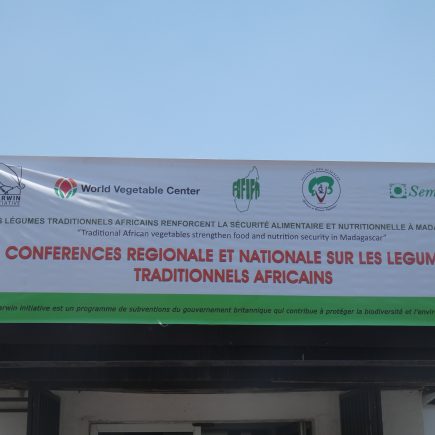 World Vegetable Center
FOFIFA
LÉGUMES TRADITIONNELS AFRICAINS RENFORCENT LA SÉCURITÉ ALIMENTAIRE ET NUTRITIONNELLE À MADA
"Traditional African vegetables strengthen food and nutrition security in Madagascar"
CONFERENCES REGIONALE ET NATIONALE SUR LES LEGUM
TRADITIONNELS AFRICAINS
arwin initiative est un programme de subventions du gouvernement britannique qui contribue à protéger la biodiversité et l'envir